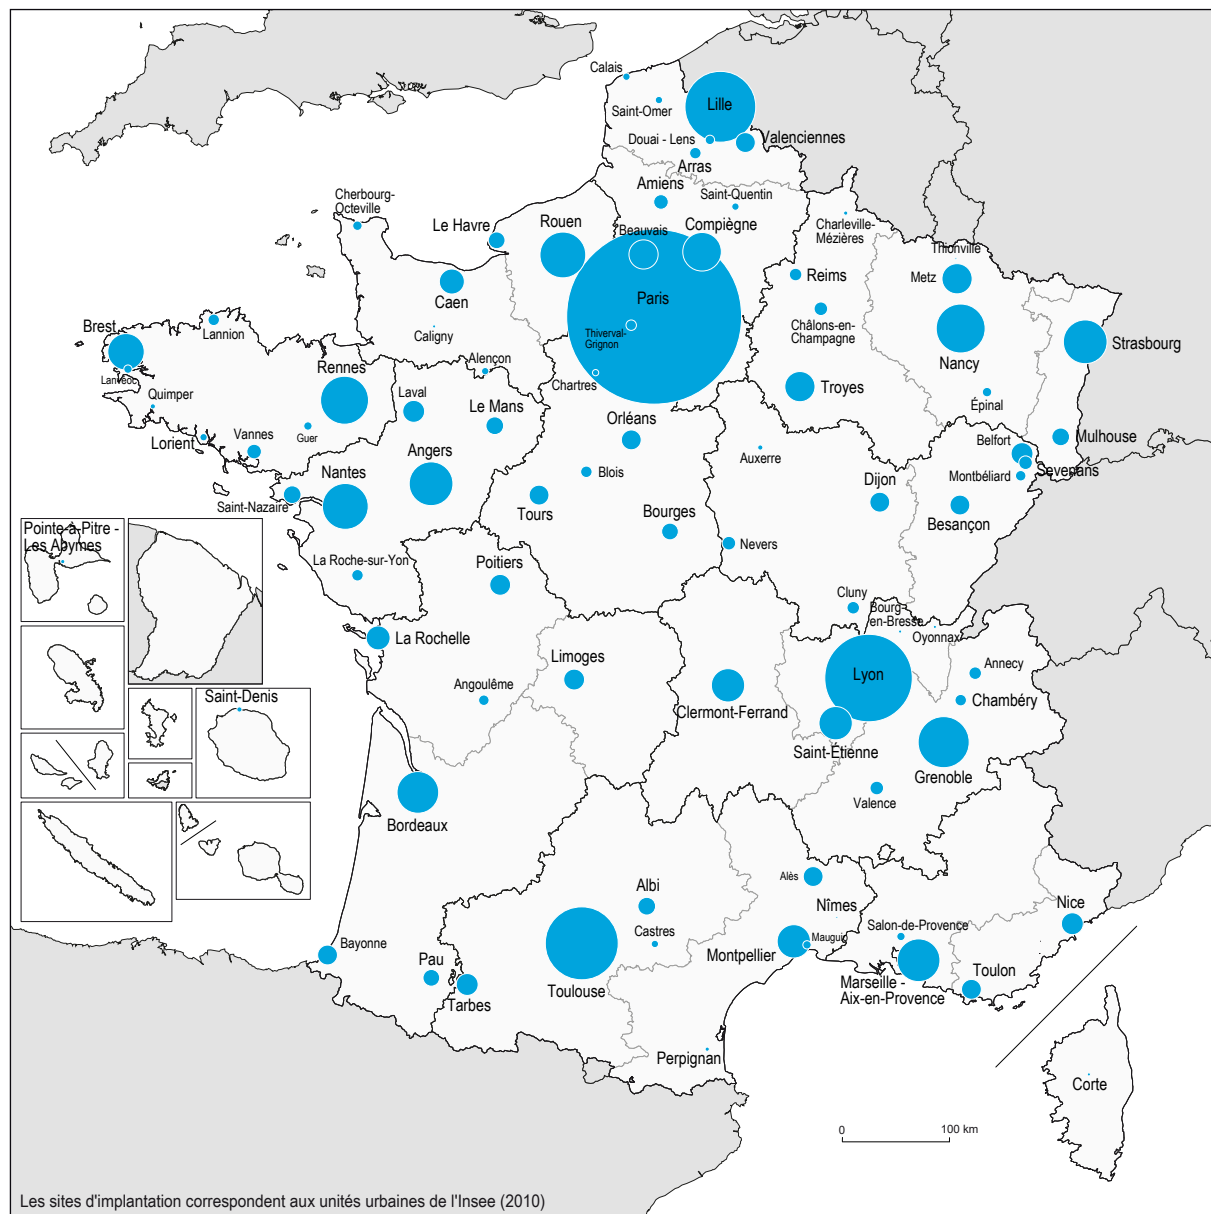 Calais
Saint-Omer
Lille
Douai - Lens
Valenciennes
Arras
Amiens
Saint-Quentin
Cherbourg-
Octeville
Le Havre
Rouen
Beauvais
Compiègne
Charleville-
Mézières
Thionville
Metz
Reims
Caen
Paris
Châlons-en-
Champagne
Caligny
Thiverval-
Grignon
Nancy
Strasbourg
Brest
Lannion
Lanvéoc
Quimper
Rennes
Alençon
Chartres
Troyes
Épinal
Laval
Le Mans
Orléans
Lorient
Vannes
Guer
Auxerre
Belfort
Mulhouse
Sevenans
Montbéliard
Nantes
Angers
Blois
Dijon
Saint-Nazaire
Tours
Bourges
Besançon
Pointe-à-Pitre -
Les Abymes
Nevers
La Roche-sur-Yon
Poitiers
Cluny
Bourg-
en-Bresse
Oyonnax
La Rochelle
Limoges
Lyon
Annecy
Angoulême
Chambéry
Clermont-Ferrand
Saint-Denis
Saint-Étienne
Grenoble
Valence
Bordeaux
Alès
Albi
Nîmes
Nice
Castres
Salon-de-Provence
Bayonne
Pau
Mauguio
Montpellier
Toulon
Tarbes
Toulouse
Marseille -
Aix-en-Provence
Perpignan
Corte
0
100 km
Les sites d'implantation correspondent aux unités urbaines de l'Insee (2010)